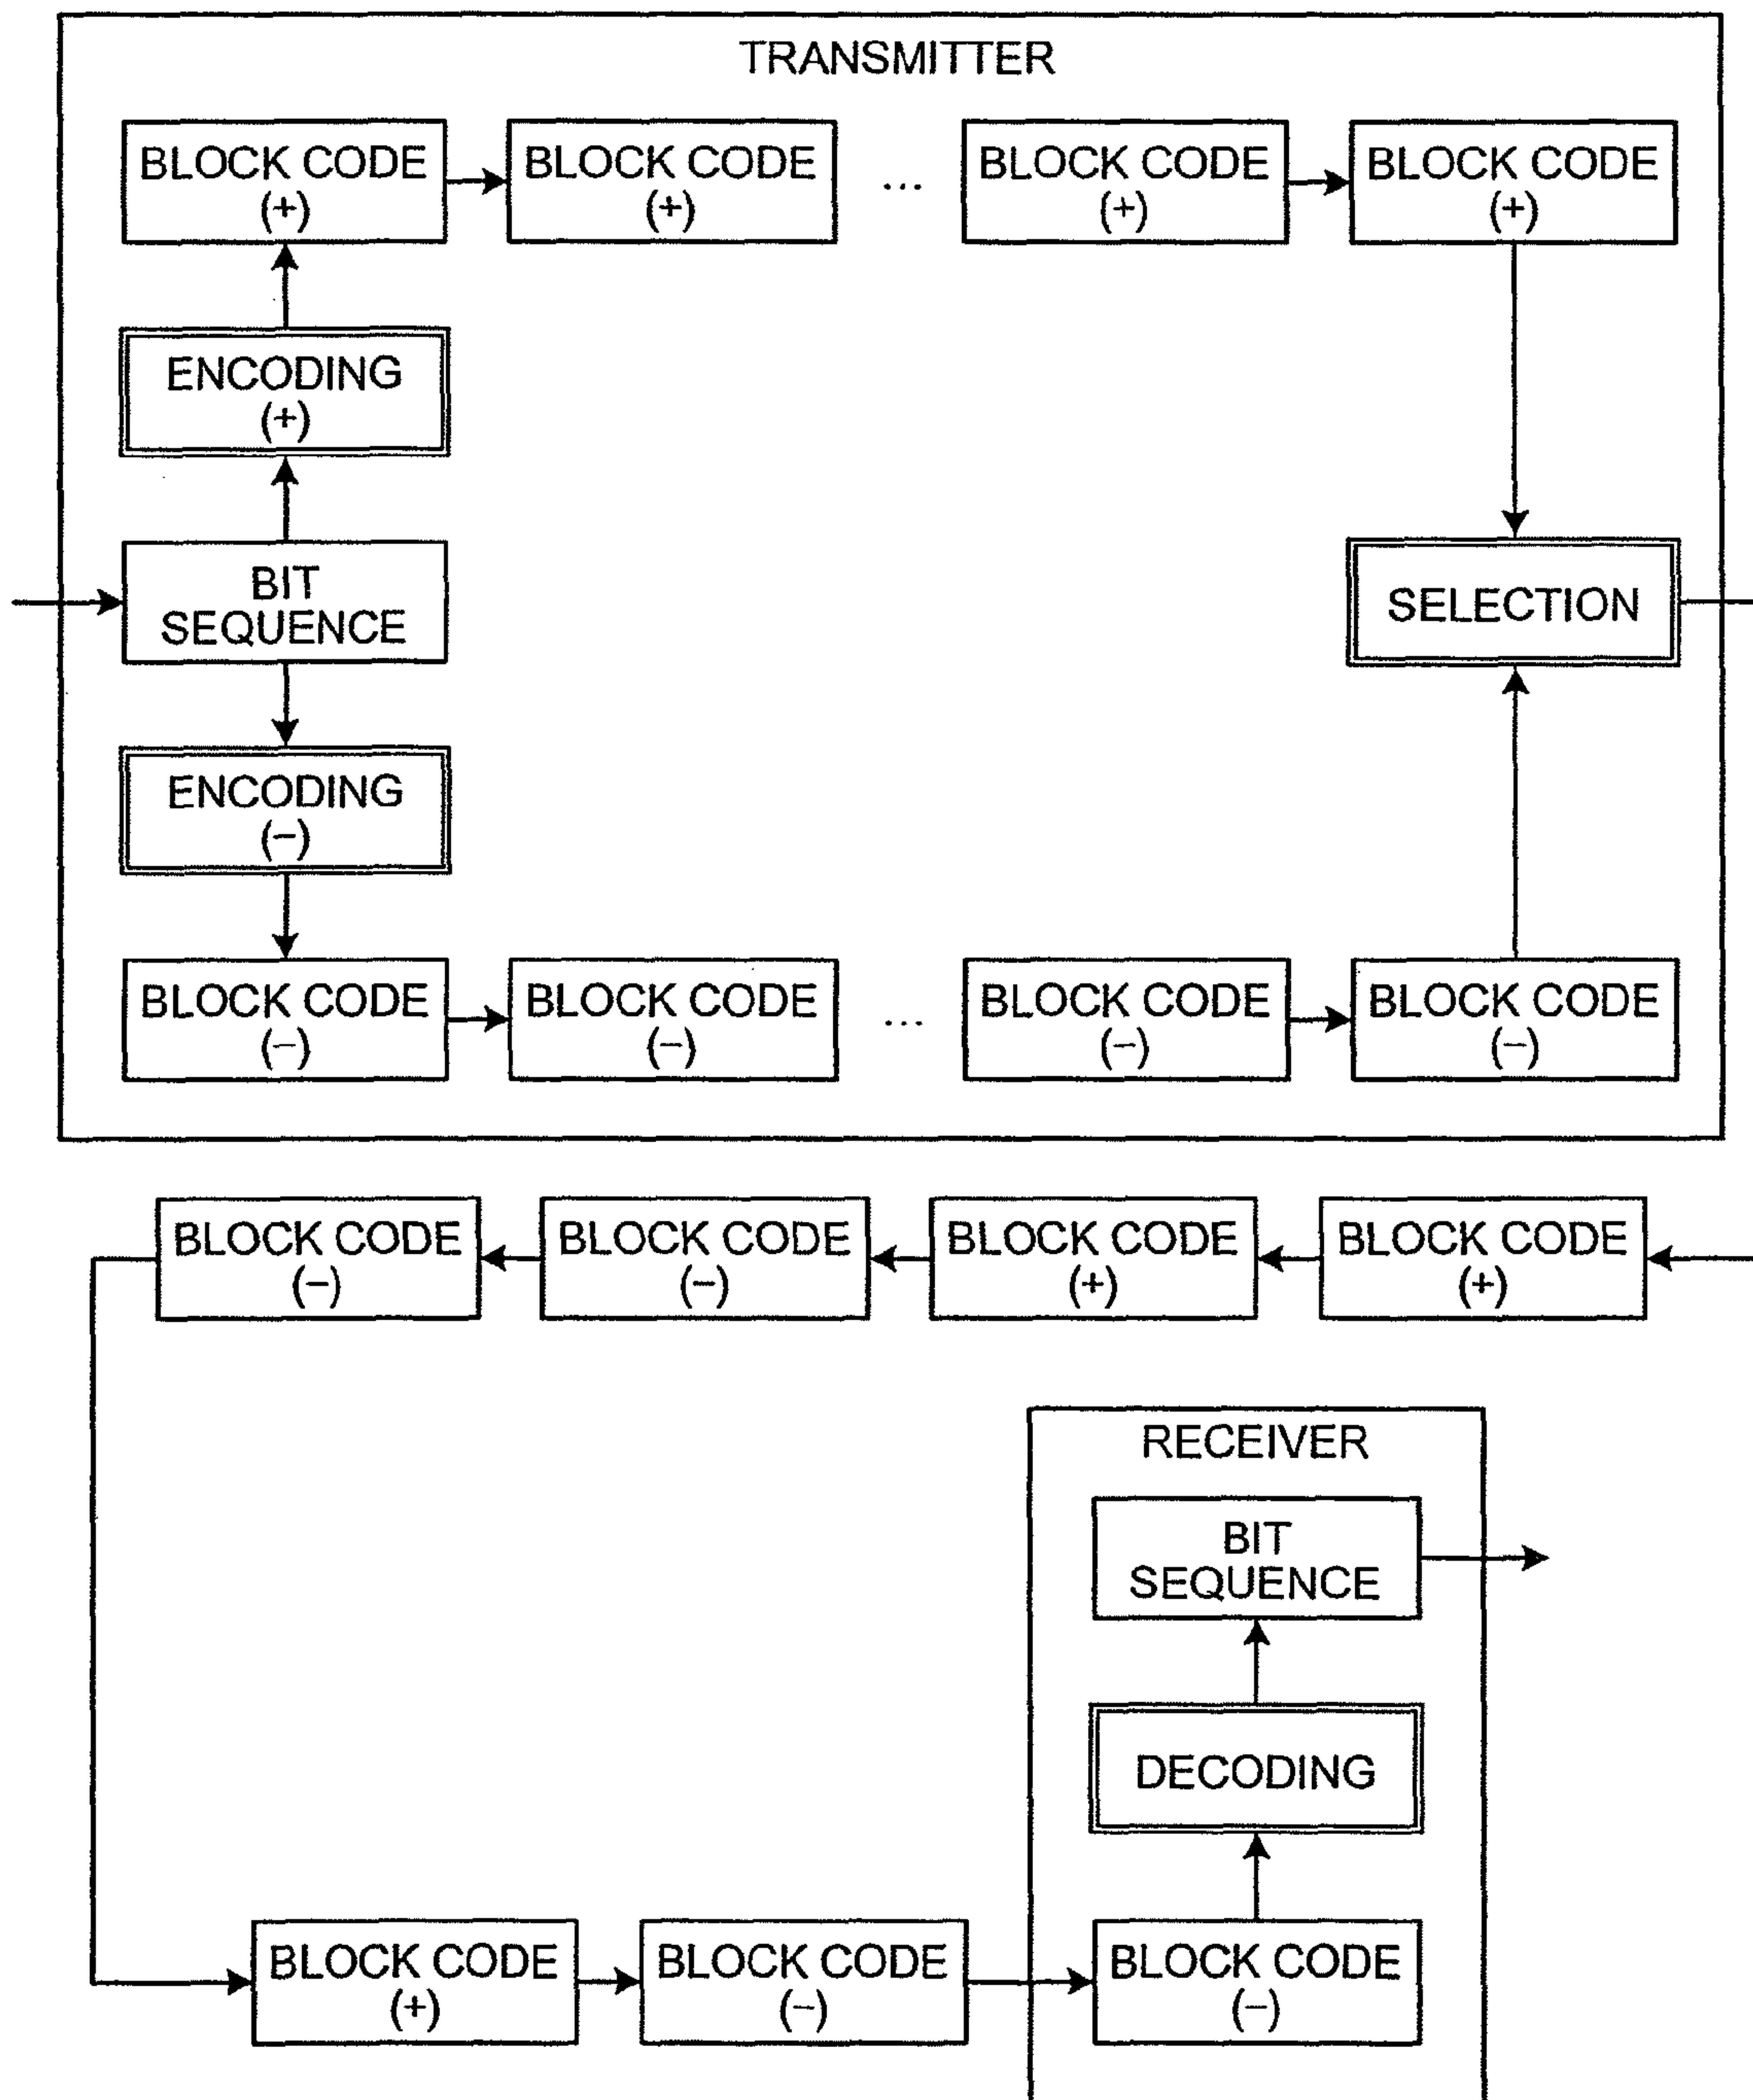 TRANSMITTER
BLOCK CODE
(+)
BLOCK CODE
(+)
...
BLOCK CODE
(+)
BLOCK CODE
(+)
ENCODING
(+)
BIT
SEQUENCE
SELECTION
ENCODING
(−)
BLOCK CODE
(−)
BLOCK CODE
(−)
...
BLOCK CODE
(−)
BLOCK CODE
(−)
BLOCK CODE
(−)
BLOCK CODE
(−)
BLOCK CODE
(+)
BLOCK CODE
(+)
RECEIVER
BIT
SEQUENCE
DECODING
BLOCK CODE
(+)
BLOCK CODE
(−)
BLOCK CODE
(−)